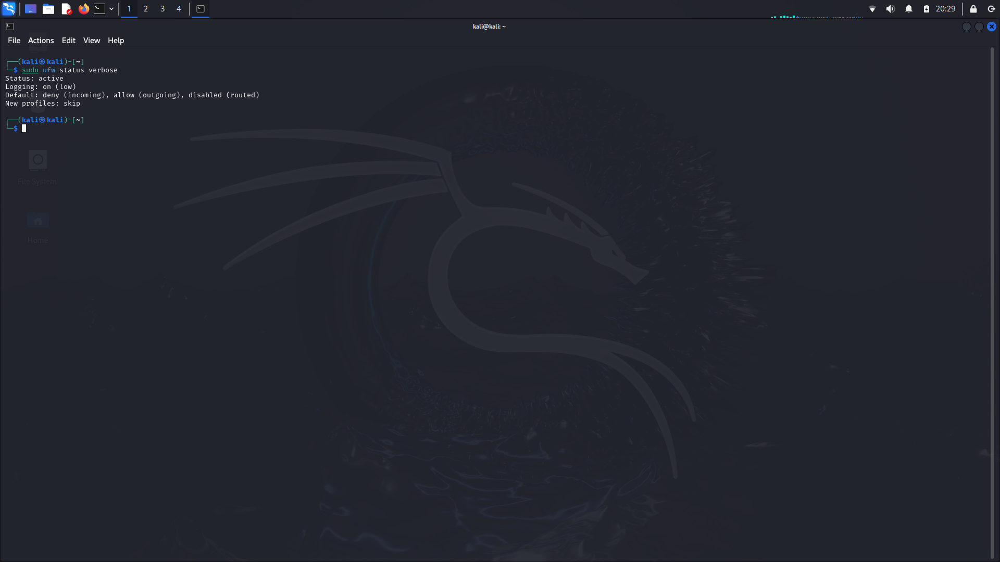 1 2 3 4 20:29
kali@kali: ~
File Actions Edit View Help
┌──(kali㉿kali)-[~]
└─$ sudo ufw status verbose
Status: active
Logging: on (low)
Default: deny (incoming), allow (outgoing), disabled (routed)
New profiles: skip
┌──(kali㉿kali)-[~]
└─$
File System
Home